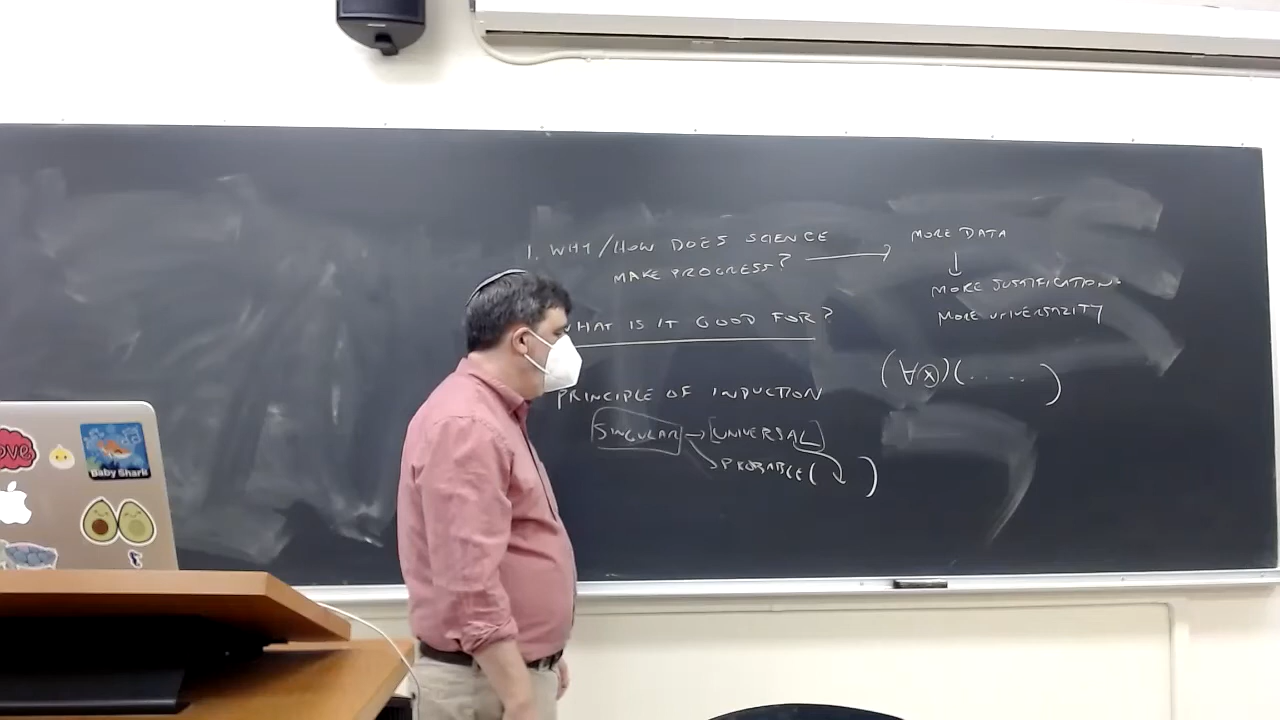 1. WHY/HOW DOES SCIENCE
MAKE PROGRESS? →
MORE DATA
↓
MORE JUSTIFICATION
MORE UNIVERSALITY
WHAT IS IT GOOD FOR?
(∀x)(.....)
PRINCIPLE OF INDUCTION
SINGULAR → [UNIVERSAL]
PROBABLE( )
love
Baby Shark